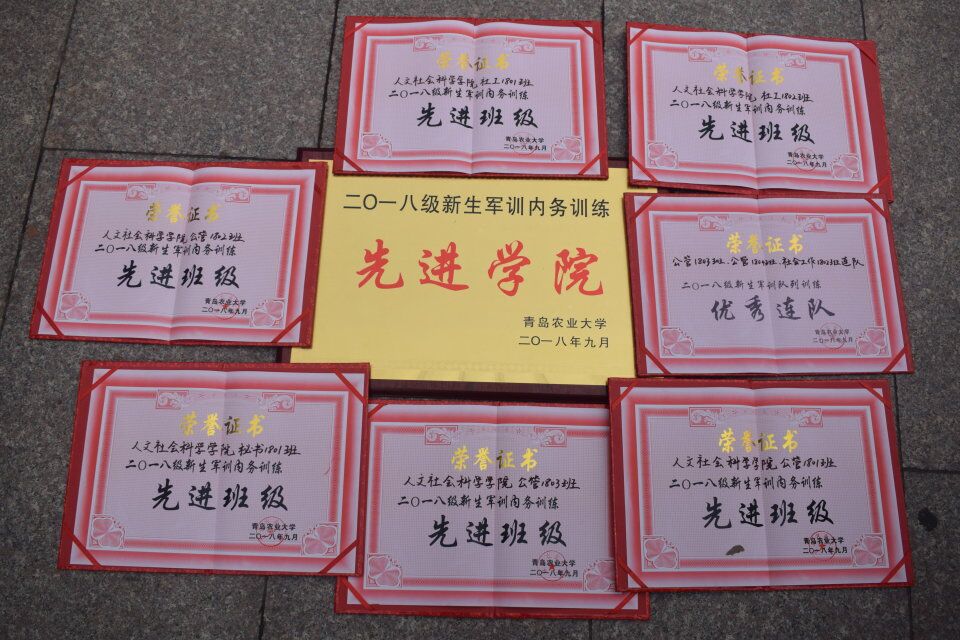 荣誉证书
人文社会科学学院 社工1801班
二〇一八级新生军训内务训练
先进班级
青岛农业大学
二〇一八年九月
荣誉证书
人文社会科学学院 社工1802班
二〇一八级新生军训内务训练
先进班级
青岛农业大学
二〇一八年九月
荣誉证书
人文社会科学学院公管1802班
二〇一八级新生军训内务训练
先进班级
青岛农业大学
二〇一八年九月
二〇一八级新生军训内务训练
先进学院
青岛农业大学
二〇一八年九月
荣誉证书
公管1803班、公管1804班、社会工作1802班连队
二〇一八级新生军训队列训练
优秀连队
青岛农业大学
二〇一八年九月
荣誉证书
人文社会科学学院 秘书1801班
二〇一八级新生军训内务训练
先进班级
青岛农业大学
二〇一八年九月
荣誉证书
人文社会科学学院 公管1803班
二〇一八级新生军训内务训练
先进班级
青岛农业大学
二〇一八年九月
荣誉证书
人文社会科学学院 公管1801班
二〇一八级新生军训内务训练
先进班级
青岛农业大学
二〇一八年九月